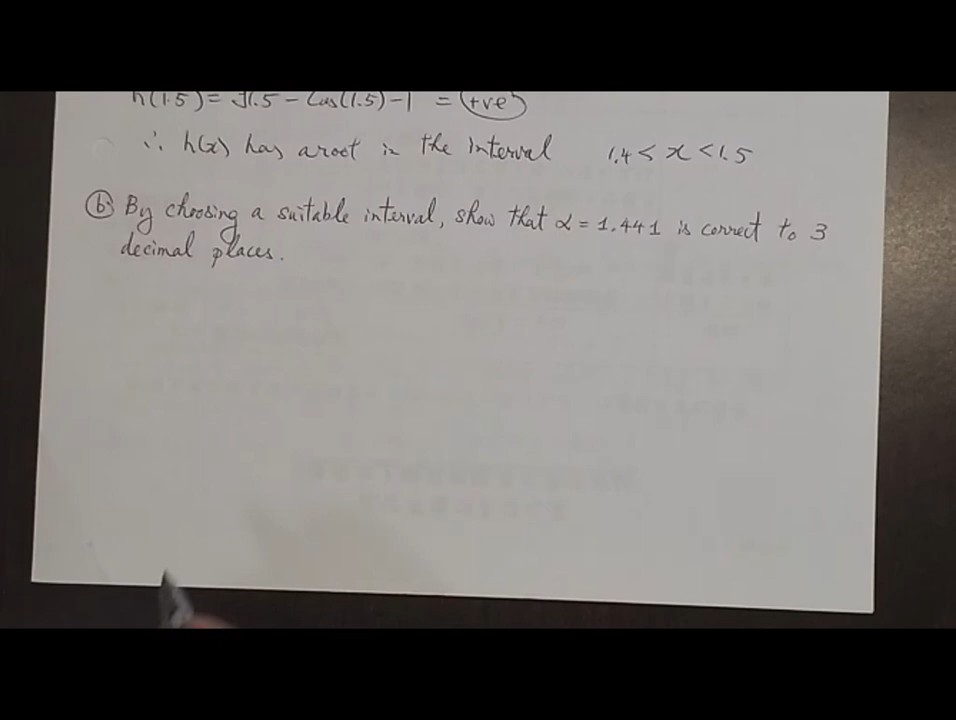 h(1.5) = ∛1.5 - Cos(1.5) - 1 = (+ve)
∴ h(x) has a root in the interval 1.4 < x < 1.5
(b) By choosing a suitable interval, show that α = 1.441 is correct to 3
decimal places.